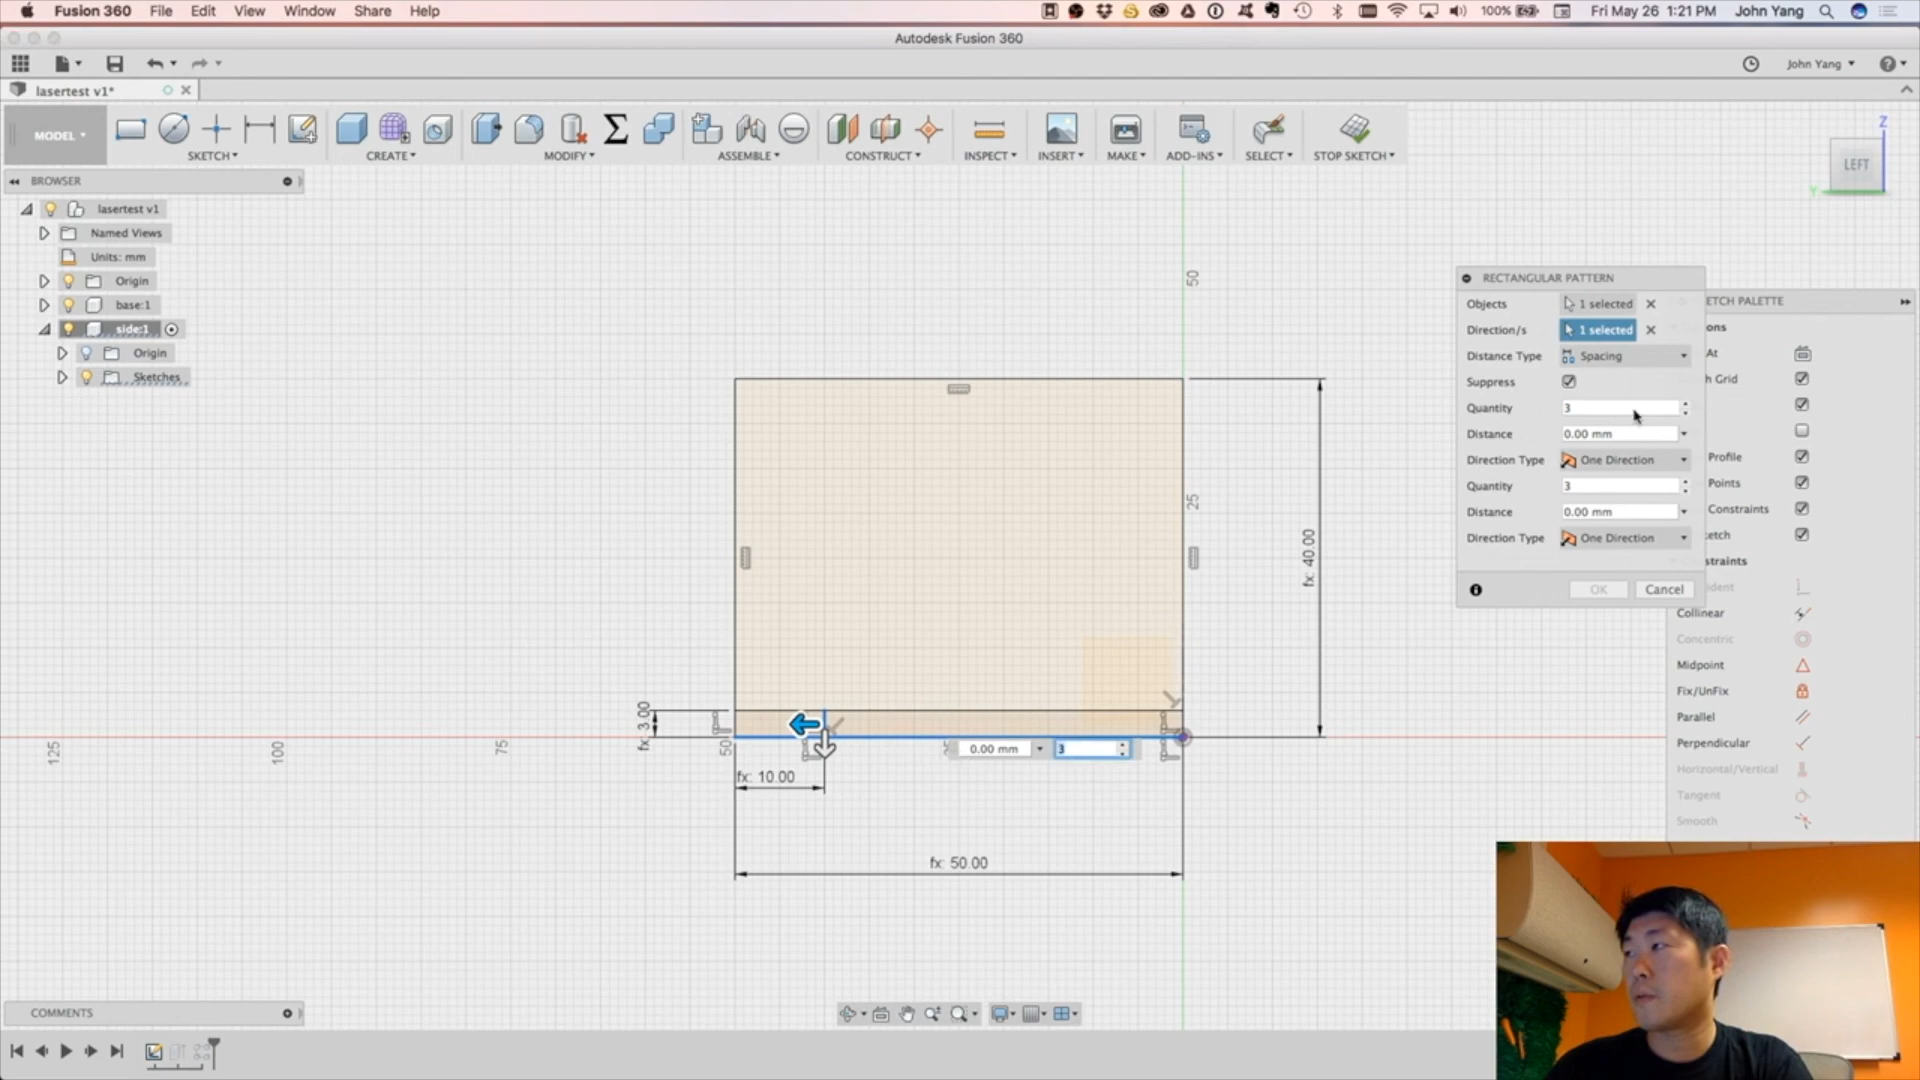 Fusion 360 File Edit View Window Share Help 100% Fri May 26 1:21 PM John Yang
Autodesk Fusion 360
John Yang
lasertest v1*
MODEL
SKETCH CREATE MODIFY ASSEMBLE CONSTRUCT INSPECT INSERT MAKE ADD-INS SELECT STOP SKETCH
Z
LEFT
Y
BROWSER
lasertest v1
Named Views
Units: mm
Origin
base:1
side:1
Origin
Sketches
50
25
fx: 40.00
fx: 3.00
125
100
75
50
0.00 mm 3
fx: 10.00
fx: 50.00
RECTANGULAR PATTERN
Objects 1 selected
Direction/s 1 selected
Distance Type Spacing
Suppress
Quantity 3
Distance 0.00 mm
Direction Type One Direction
Quantity 3
Distance 0.00 mm
Direction Type One Direction
OK Cancel
ETCH PALETTE
ons
At
h Grid
Profile
Points
Constraints
etch
straints
ident
Collinear
Concentric
Midpoint
Fix/UnFix
Parallel
Perpendicular
Horizontal/Vertical
Tangent
Smooth
COMMENTS